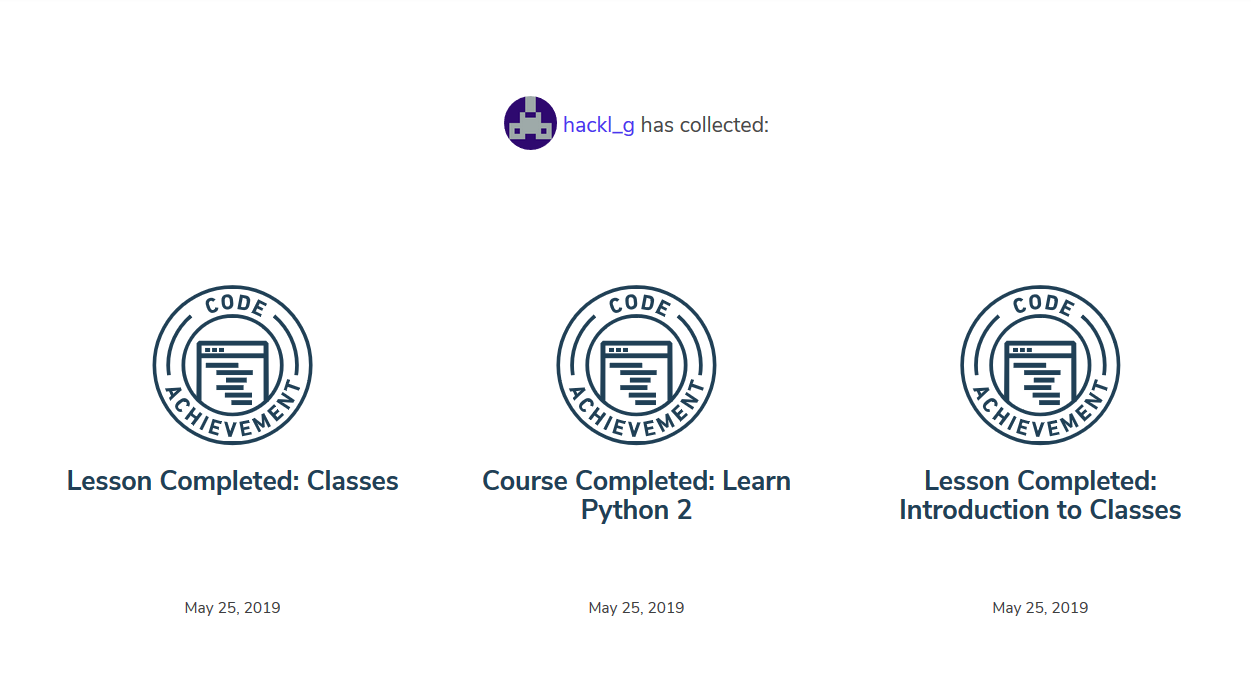 hackl_g has collected:
CODE ACHIEVEMENT
CODE ACHIEVEMENT
CODE ACHIEVEMENT
Lesson Completed: Classes
Course Completed: Learn
Python 2
Lesson Completed:
Introduction to Classes
May 25, 2019
May 25, 2019
May 25, 2019